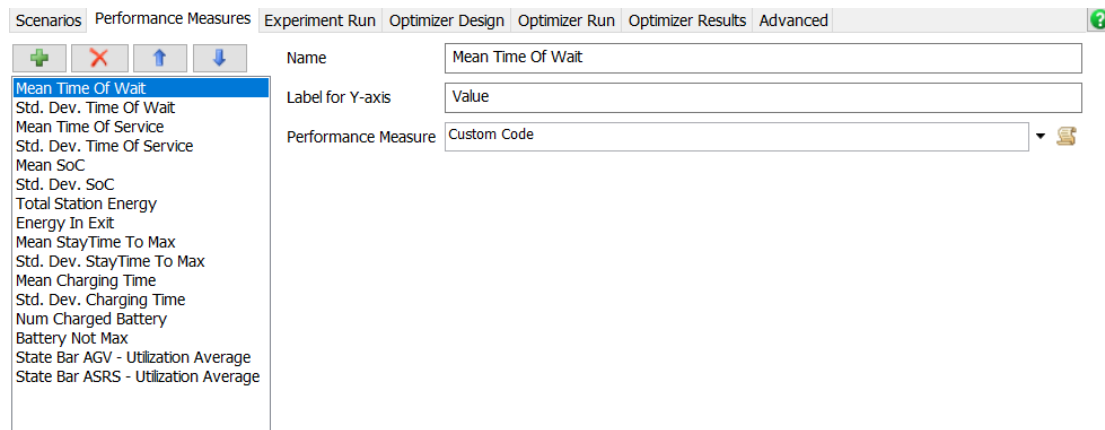 Scenarios Performance Measures Experiment Run Optimizer Design Optimizer Run Optimizer Results Advanced
Name Mean Time Of Wait
Label for Y-axis Value
Performance Measure Custom Code
Mean Time Of Wait
Std. Dev. Time Of Wait
Mean Time Of Service
Std. Dev. Time Of Service
Mean SoC
Std. Dev. SoC
Total Station Energy
Energy In Exit
Mean StayTime To Max
Std. Dev. StayTime To Max
Mean Charging Time
Std. Dev. Charging Time
Num Charged Battery
Battery Not Max
State Bar AGV - Utilization Average
State Bar ASRS - Utilization Average